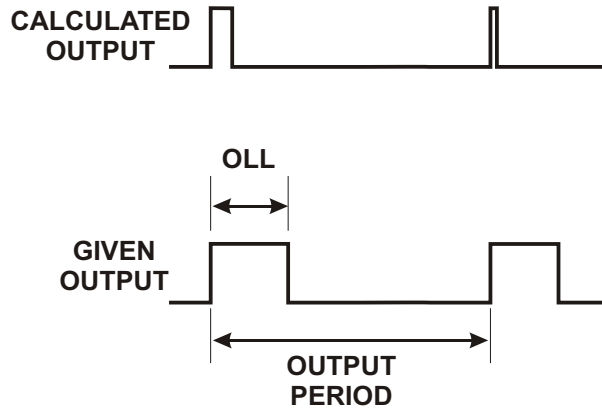 CALCULATED
OUTPUT
OLL
GIVEN
OUTPUT
OUTPUT
PERIOD